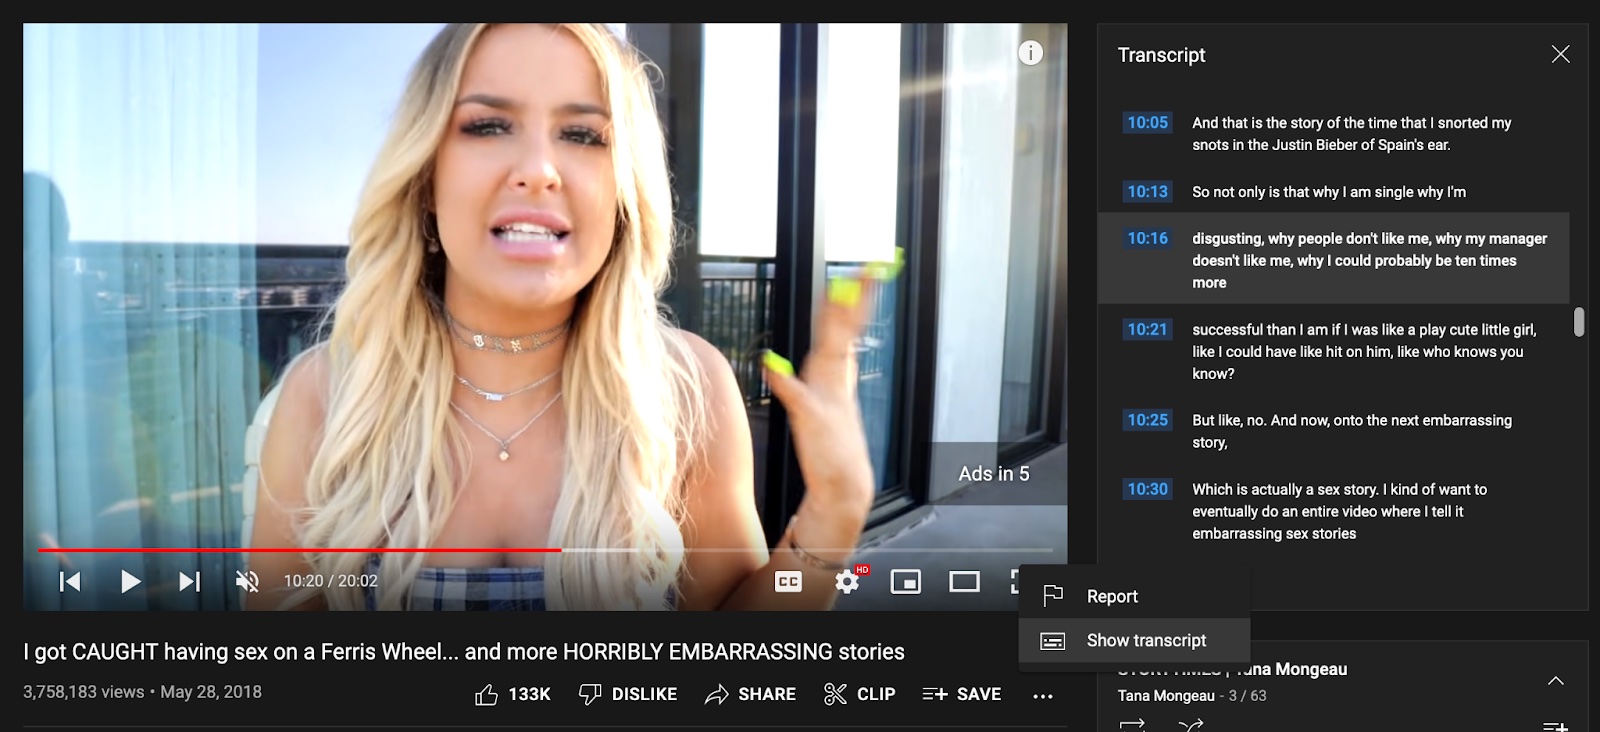 Ads in 5
10:20 / 20:02
CC
HD
I got CAUGHT having sex on a Ferris Wheel... and more HORRIBLY EMBARRASSING stories
3,758,183 views • May 28, 2018
133K
DISLIKE
SHARE
CLIP
SAVE
Report
Show transcript
Transcript
10:05
And that is the story of the time that I snorted my
snots in the Justin Bieber of Spain's ear.
10:13
So not only is that why I am single why I'm
10:16
disgusting, why people don't like me, why my manager
doesn't like me, why I could probably be ten times
more
10:21
successful than I am if I was like a play cute little girl,
like I could have like hit on him, like who knows you
know?
10:25
But like, no. And now, onto the next embarrassing
story,
10:30
Which is actually a sex story. I kind of want to
eventually do an entire video where I tell it
embarrassing sex stories
Tana Mongeau
Tana Mongeau - 3 / 63